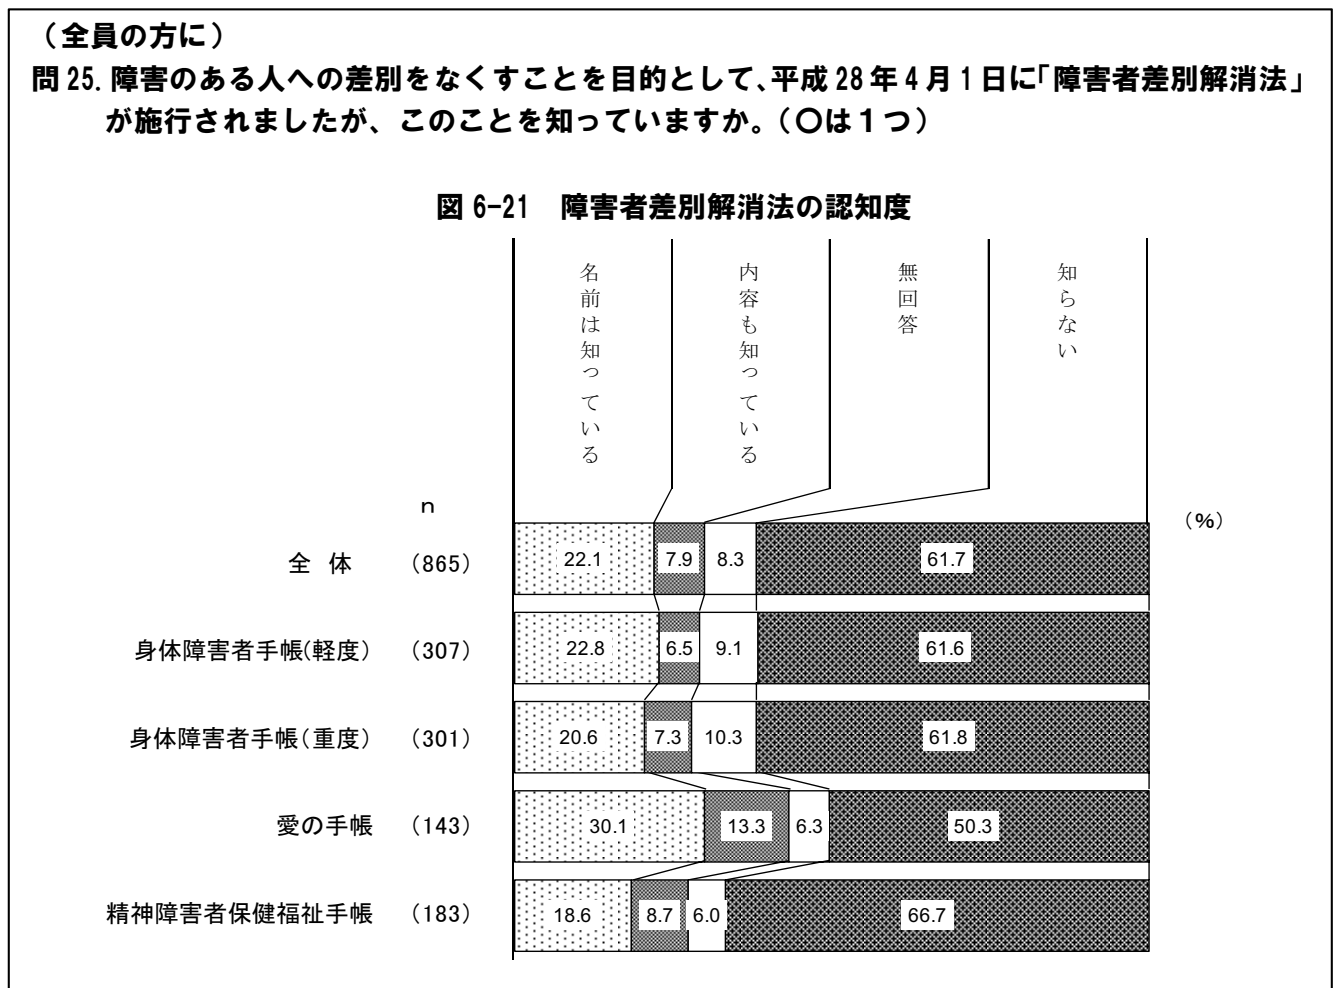 （全員の方に）
問25. 障害のある人への差別をなくすことを目的として、平成28年4月1日に「障害者差別解消法」
が施行されましたが、このことを知っていますか。（○は１つ）
図 6-21　障害者差別解消法の認知度
名前は知っている
内容も知っている
無回答
知らない
n
（%）
全 体 （865） 22.1 7.9 8.3 61.7
身体障害者手帳（軽度） （307） 22.8 6.5 9.1 61.6
身体障害者手帳（重度） （301） 20.6 7.3 10.3 61.8
愛の手帳 （143） 30.1 13.3 6.3 50.3
精神障害者保健福祉手帳 （183） 18.6 8.7 6.0 66.7